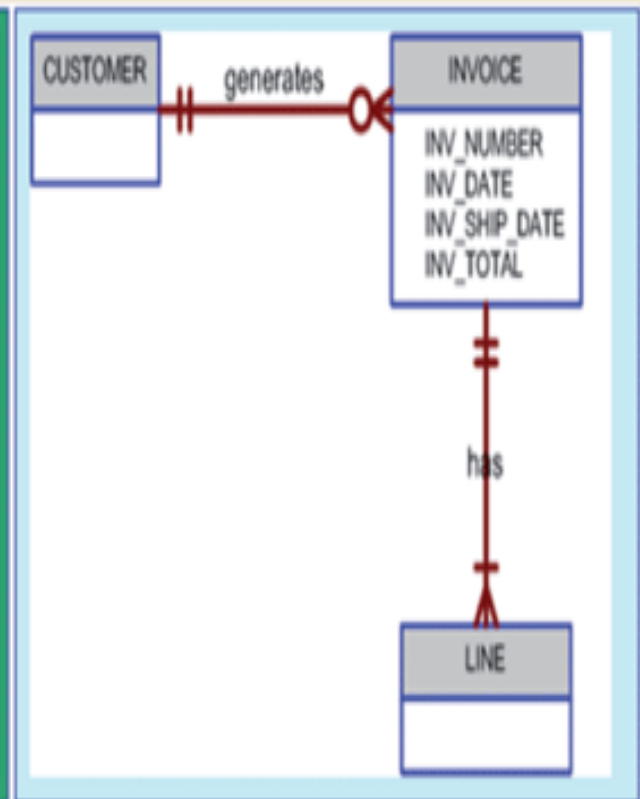 CUSTOMER
generates
INVOICE
INV_NUMBER
INV_DATE
INV_SHIP_DATE
INV_TOTAL
has
LINE